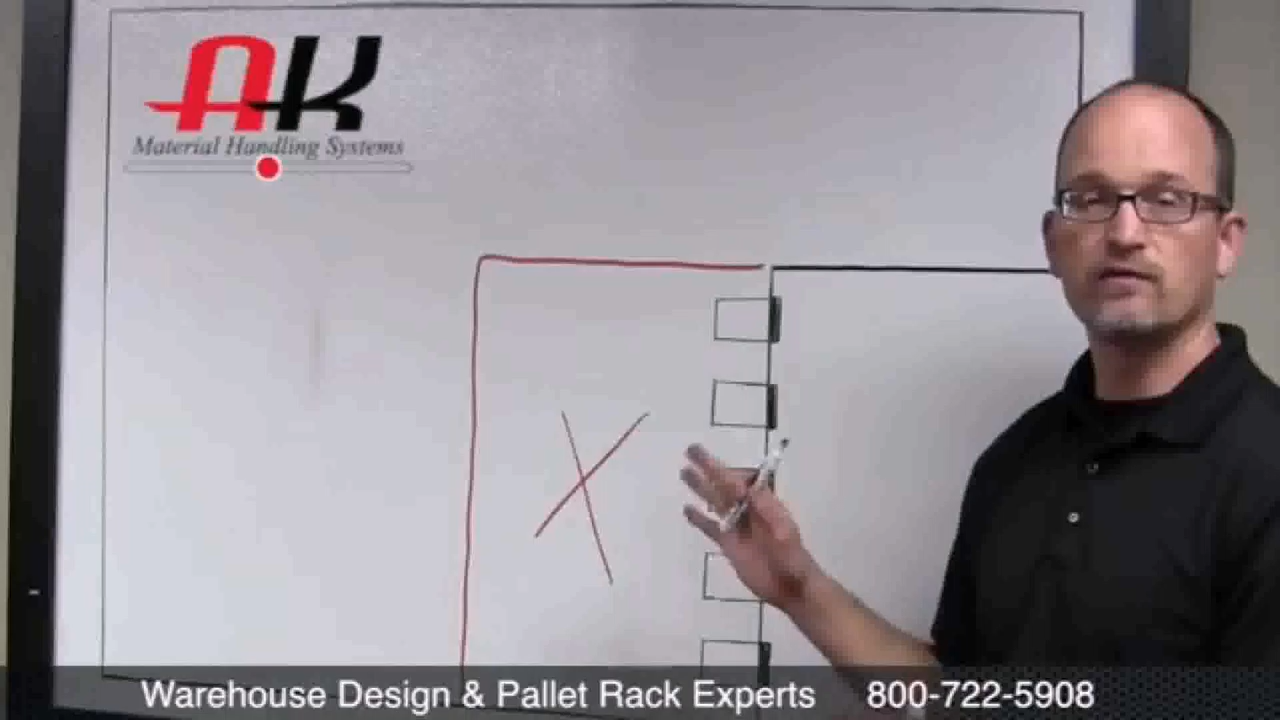 AK
Material Handling Systems
X
Warehouse Design & Pallet Rack Experts 800-722-5908